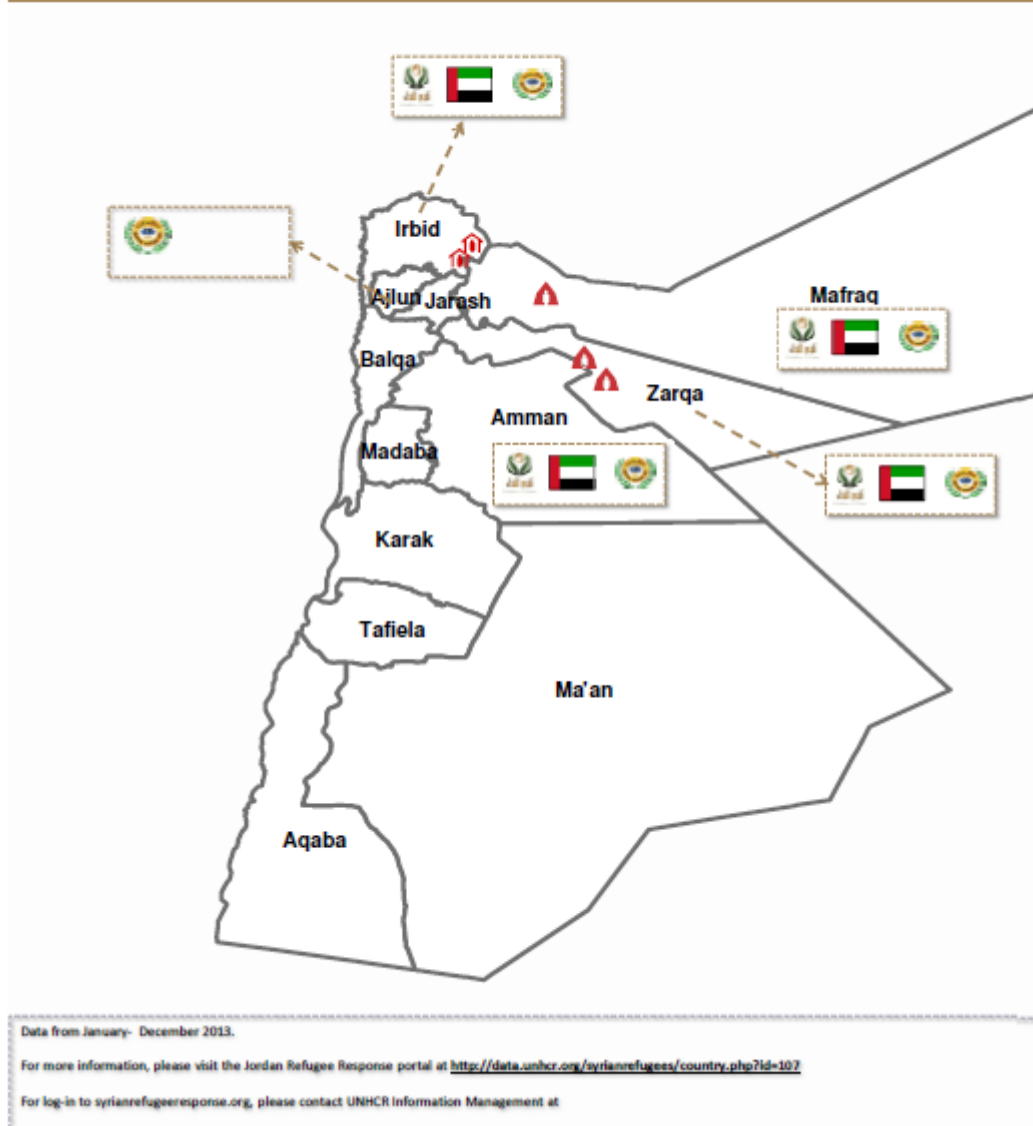 Irbid
Ajlun
Jarash
Mafraq
Balqa
Zarqa
Amman
Madaba
Karak
Tafiela
Ma'an
Aqaba
Data from January- December 2013.
For more information, please visit the Jordan Refugee Response portal at http://data.unhcr.org/syrianrefugees/country.php?id=107
For log-in to syrianrefugeeresponse.org, please contact UNHCR Information Management at